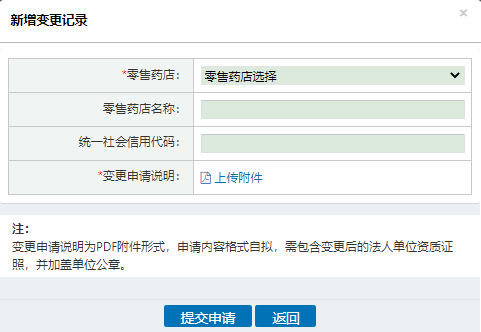 新增变更记录
×
*零售药店：
零售药店选择
零售药店名称：
统一社会信用代码：
*变更申请说明：
上传附件
注：
变更申请说明为PDF附件形式，申请内容格式自拟，需包含变更后的法人单位资质证
照，并加盖单位公章。
提交申请
返回